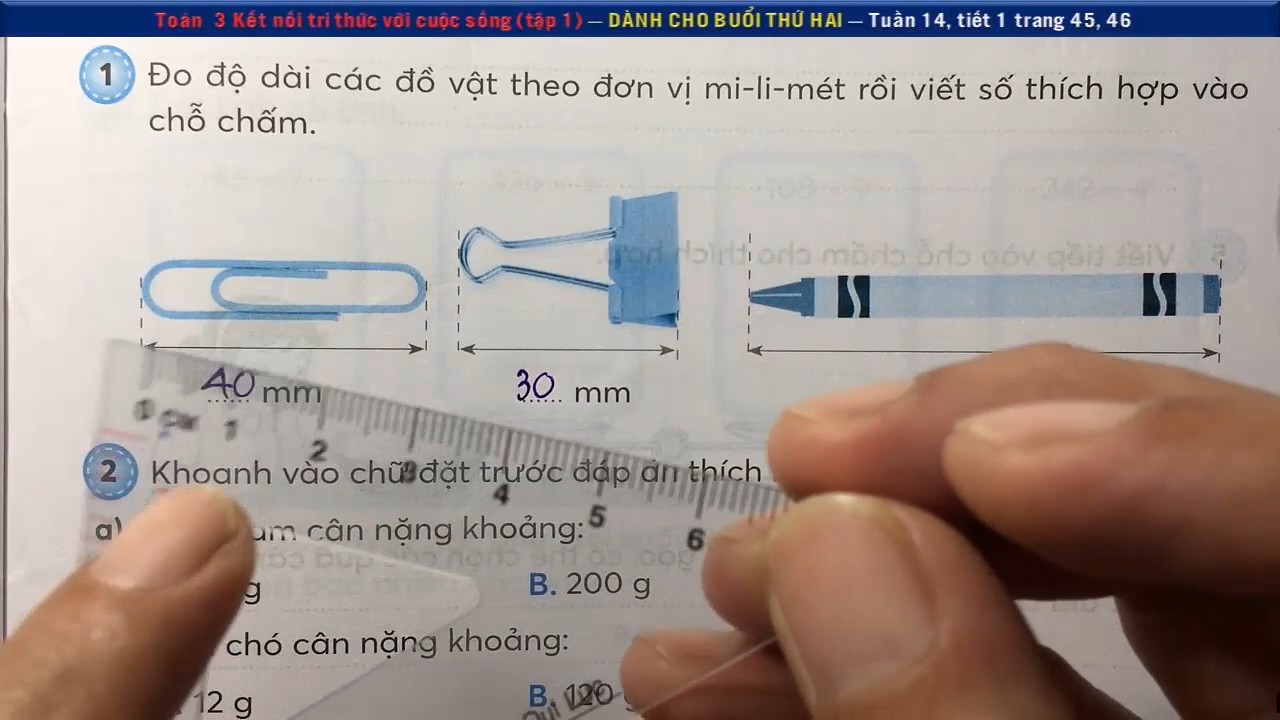 Toán 3 Kết nối tri thức với cuộc sống (tập 1) — DÀNH CHO BUỔI THỨ HAI — Tuần 14, tiết 1 trang 45, 46
1 Đo độ dài các đồ vật theo đơn vị mi-li-mét rồi viết số thích hợp vào
chỗ chấm.
40 mm
30 mm
0 cm 1 2 3 4 5 6
2 Khoanh vào chữ đặt trước đáp án thích
a) cân nặng khoảng:
g B. 200 g
chó cân nặng khoảng:
12 g B. 120